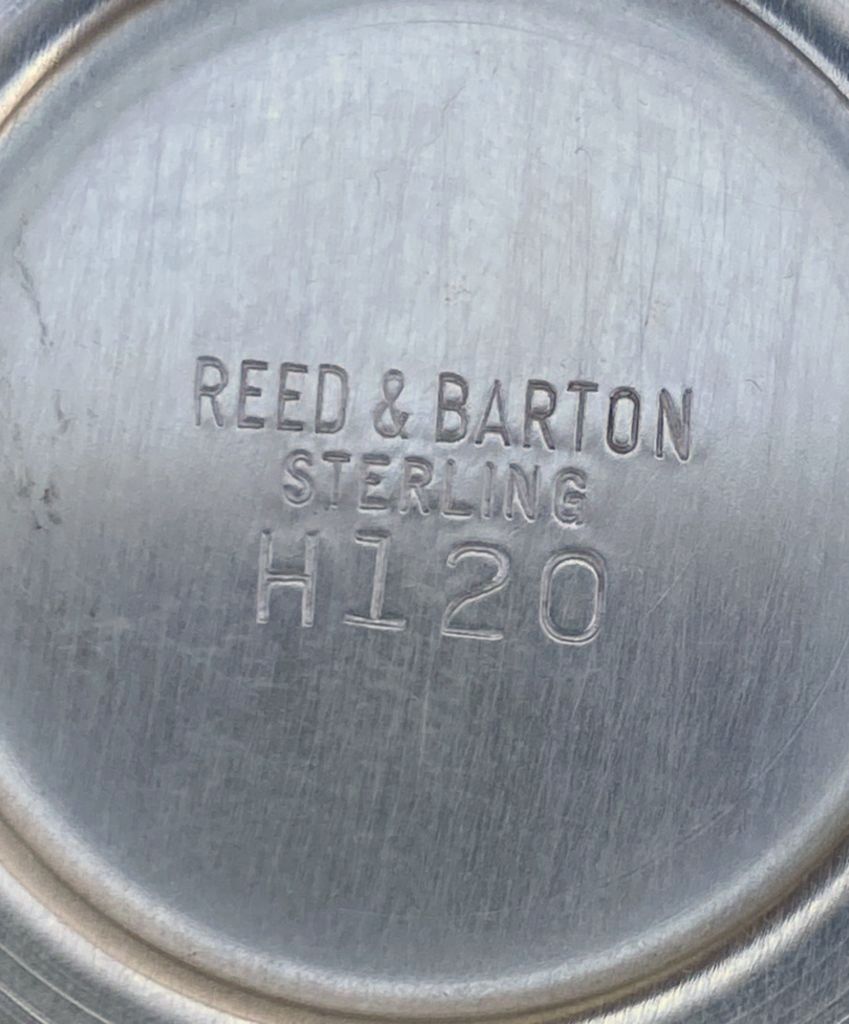 REED & BARTON
STERLING
H120